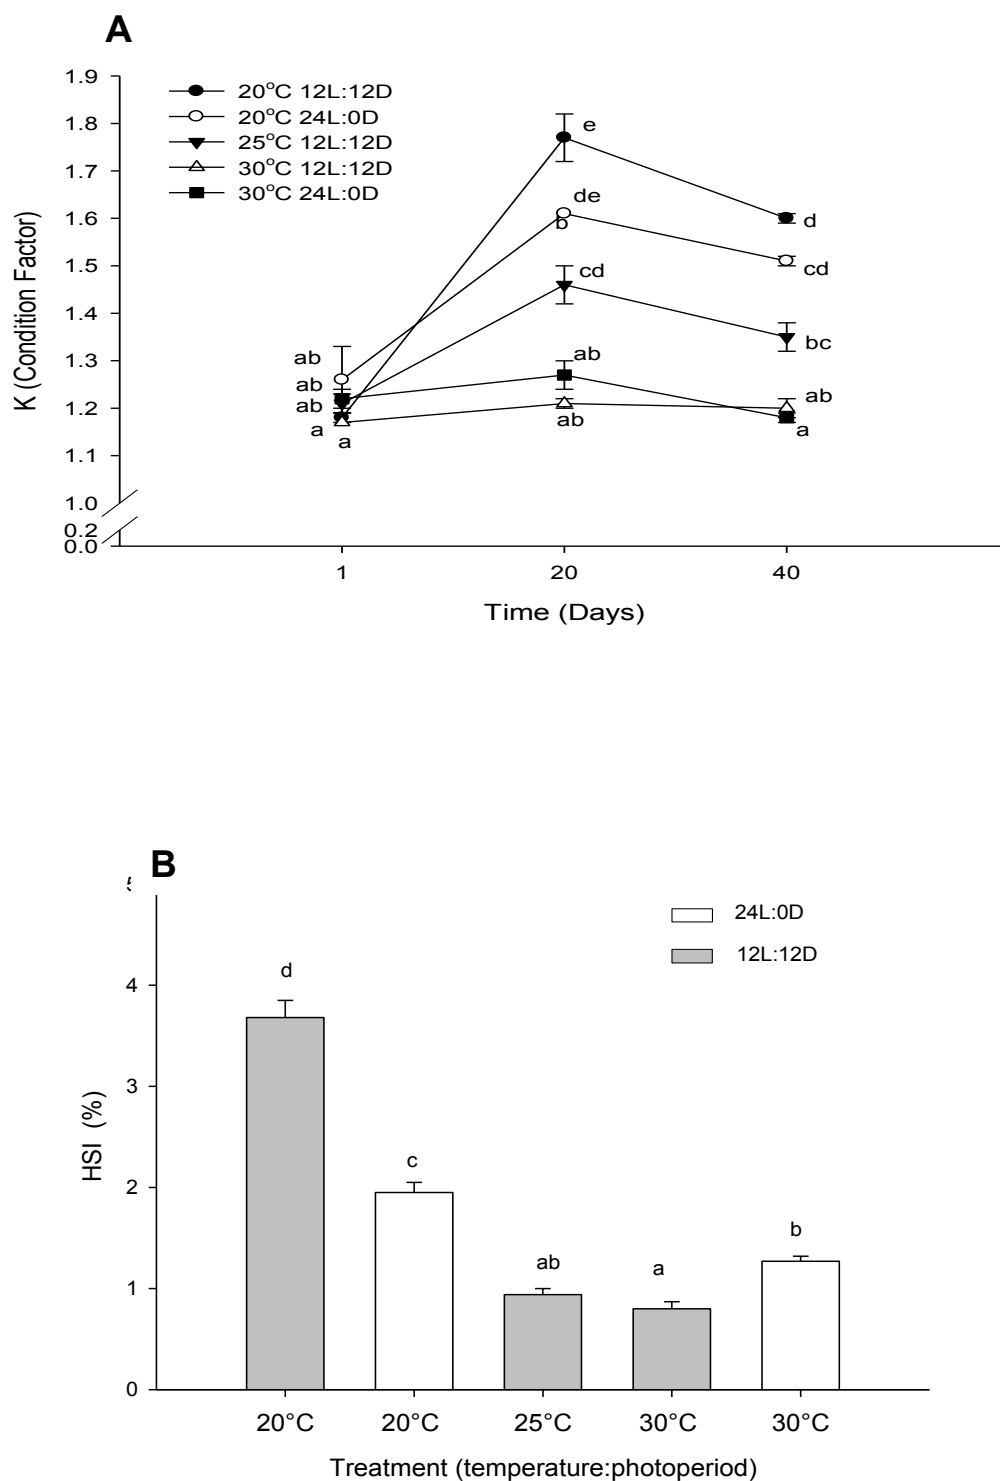 A
1.9
1.8
1.7
1.6
1.5
1.4
1.3
1.2
1.1
1.0
0.2
0.0
K (Condition Factor)
20°C 12L:12D
20°C 24L:0D
25°C 12L:12D
30°C 12L:12D
30°C 24L:0D
e
de
b
d
cd
cd
bc
ab
ab
ab
ab
ab
ab
a
a
a
1 20 40
Time (Days)
B
5
4
3
2
1
0
HSI (%)
24L:0D
12L:12D
d
c
ab
a
b
20°C 20°C 25°C 30°C 30°C
Treatment (temperature:photoperiod)